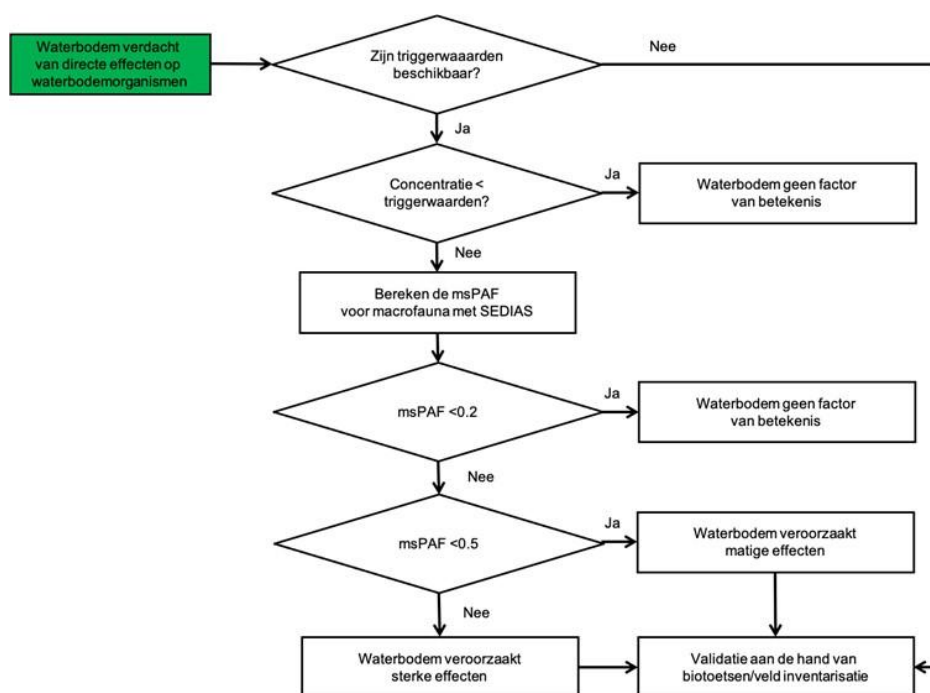 Waterbodem verdacht
van directe effecten op
waterbodemorganismen
Zijn triggerwaaarden
beschikbaar?
Nee
Ja
Concentratie <
triggerwaarden?
Ja
Waterbodem geen factor
van betekenis
Nee
Bereken de msPAF
voor macrofauna met SEDIAS
msPAF <0.2
Ja
Waterbodem geen factor
van betekenis
Nee
msPAF <0.5
Ja
Waterbodem veroorzaakt
matige effecten
Nee
Waterbodem veroorzaakt
sterke effecten
Validatie aan de hand van
biotoetsen/veld inventarisatie